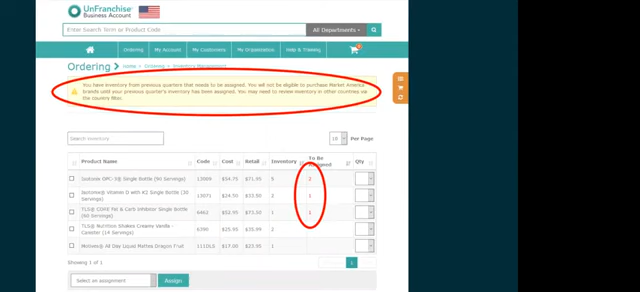 UnFranchise
Business Account
Enter Search Term or Product Code
All Departments
Ordering My Account My Customers My Organization Help & Training
Ordering
Home Ordering Inventory Management
You have inventory from previous quarters that needs to be assigned. You will not be eligible to purchase Market America
brands until your previous quarter's inventory has been assigned. You may need to review inventory in other countries via
the country filter.
Search inventory
Per Page
Product Name Code Cost Retail Inventory To Be Assigned Qty
Isotonix OPC-3® Single Bottle (90 Servings) 13009 $54.75 $71.95 5 2
Isotonix® Vitamin D with K2 Single Bottle (30 Servings) 13071 $24.50 2 1
TLS® CORE Fat & Carb Inhibitor Single Bottle (60 Servings) 6462 $52.95 $73.50 1 1
TLS® Nutrition Shakes Creamy Vanilla - Canister (14 Servings) 6390 $25.95 $35.99 2
Motives® All Day Liquid Mattes Dragon Fruit 111DLS $17.00 $23.95 1
Showing 1 of 1
1
Select an assignment Assign